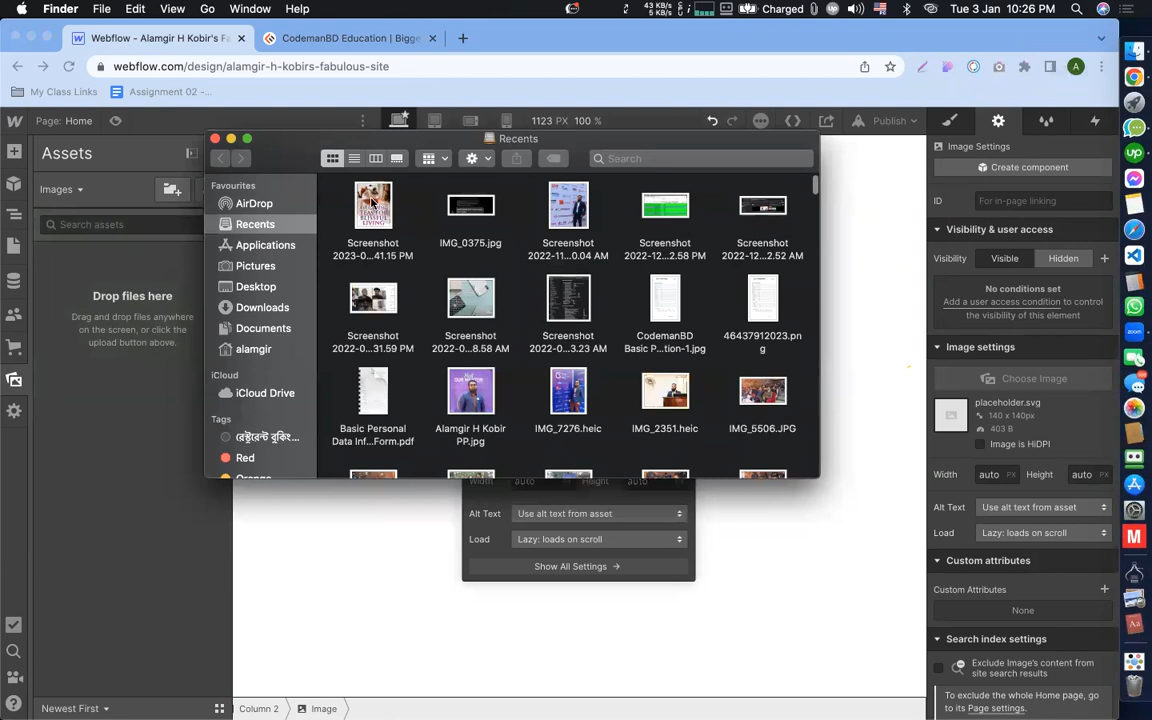 Finder File Edit View Go Window Help
43 KB/s
5 KB/s
Charged
Tue 3 Jan 10:26 PM
Webflow - Alamgir H Kobir's Fa
CodemanBD Education | Bigge
webflow.com/design/alamgir-h-kobirs-fabulous-site
A
My Class Links
Assignment 02 -...
Page: Home
1123 PX 100 %
Publish
Assets
Images
Search assets
Drop files here
Drag and drop files anywhere
on the screen, or click the
upload button above.
Newest First
Recents
Search
Favourites
AirDrop
Recents
Applications
Pictures
Desktop
Downloads
Documents
alamgir
iCloud
iCloud Drive
Tags
Red
Orange
Screenshot
2023-0...41.15 PM
IMG_0375.jpg
Screenshot
2022-11...0.04 AM
Screenshot
2022-12...2.58 PM
Screenshot
2022-12...2.52 AM
Screenshot
2022-0...31.59 PM
Screenshot
2022-0...8.58 AM
Screenshot
2022-0...3.23 AM
CodemanBD
Basic P...tion-1.jpg
46437912023.pn
g
Basic Personal
Data Inf...Form.pdf
Alamgir H Kobir
PP.jpg
IMG_7276.heic
IMG_2351.heic
IMG_5506.JPG
Width auto Height auto
Alt Text Use alt text from asset
Load Lazy: loads on scroll
Show All Settings →
Column 2
Image
Image Settings
Create component
ID For in-page linking
Visibility & user access
Visibility Visible Hidden
No conditions set
Add a user access condition to control
the visibility of this element
Image settings
Choose Image
placeholder.svg
140 x 140px
403 B
Image is HiDPI
Width auto PX Height auto PX
Alt Text Use alt text from asset
Load Lazy: loads on scroll
Custom attributes
Custom Attributes
None
Search index settings
Exclude Image's content from
site search results
To exclude the whole Home page, go
to its Page settings.